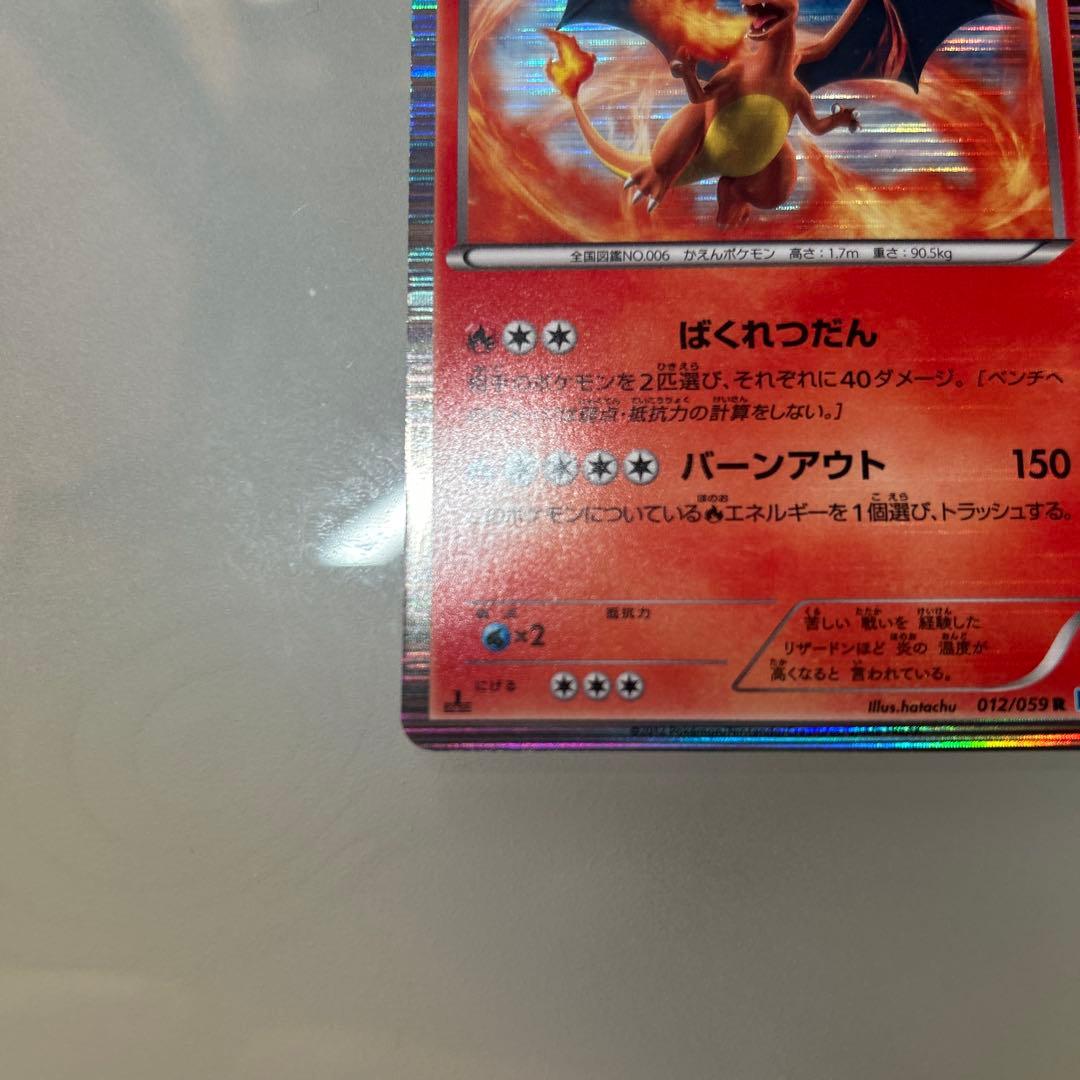 全国図鑑NO.006 かえんポケモン 高さ:1.7m 重さ:90.5kg
ばくれつだん
のポケモンを2匹選び、それぞれに40ダメージ。[ベンチへ
は弱点・抵抗力の計算をしない。]
バーンアウト 150
このポケモンについている エネルギーを1個選び、トラッシュする。
抵抗力
×2
にげる
苦しい 戦いを 経験した
リザードンほど 炎の 温度が
高くなると 言われている。
Illus.hatachu 012/059 R